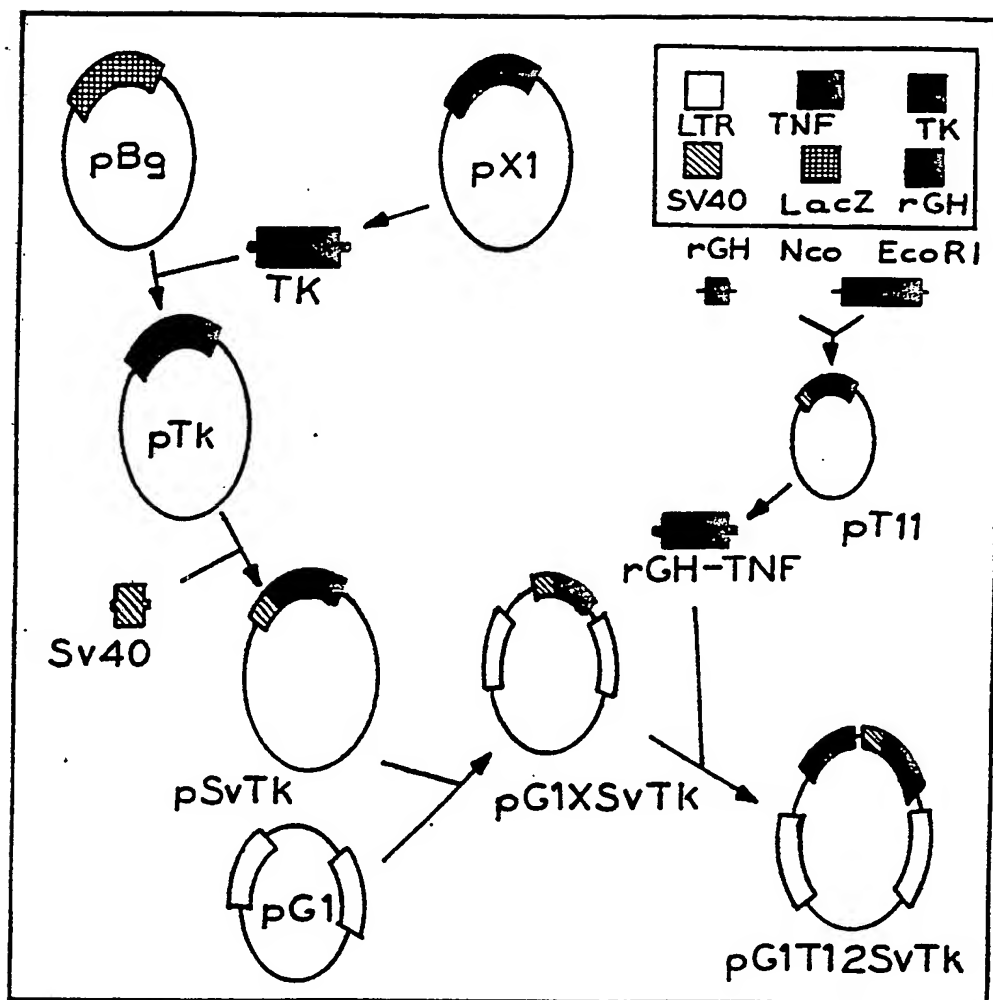 pBg
pX1
LTR TNF TK
SV40 LacZ rGH
rGH Nco EcoRI
TK
pTk
pT11
rGH-TNF
Sv40
pSvTk
pG1XSvTk
pG1
pG1T12SvTk